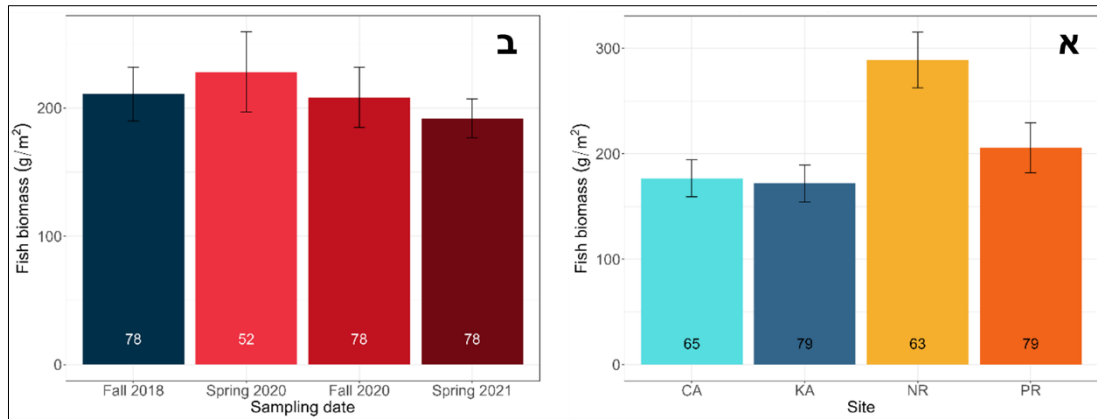 ב
Fish biomass (g/m²)
200
100
0
78 52 78 78
Fall 2018 Spring 2020 Fall 2020 Spring 2021
Sampling date
א
Fish biomass (g/m²)
300
200
100
0
65 79 63 79
CA KA NR PR
Site